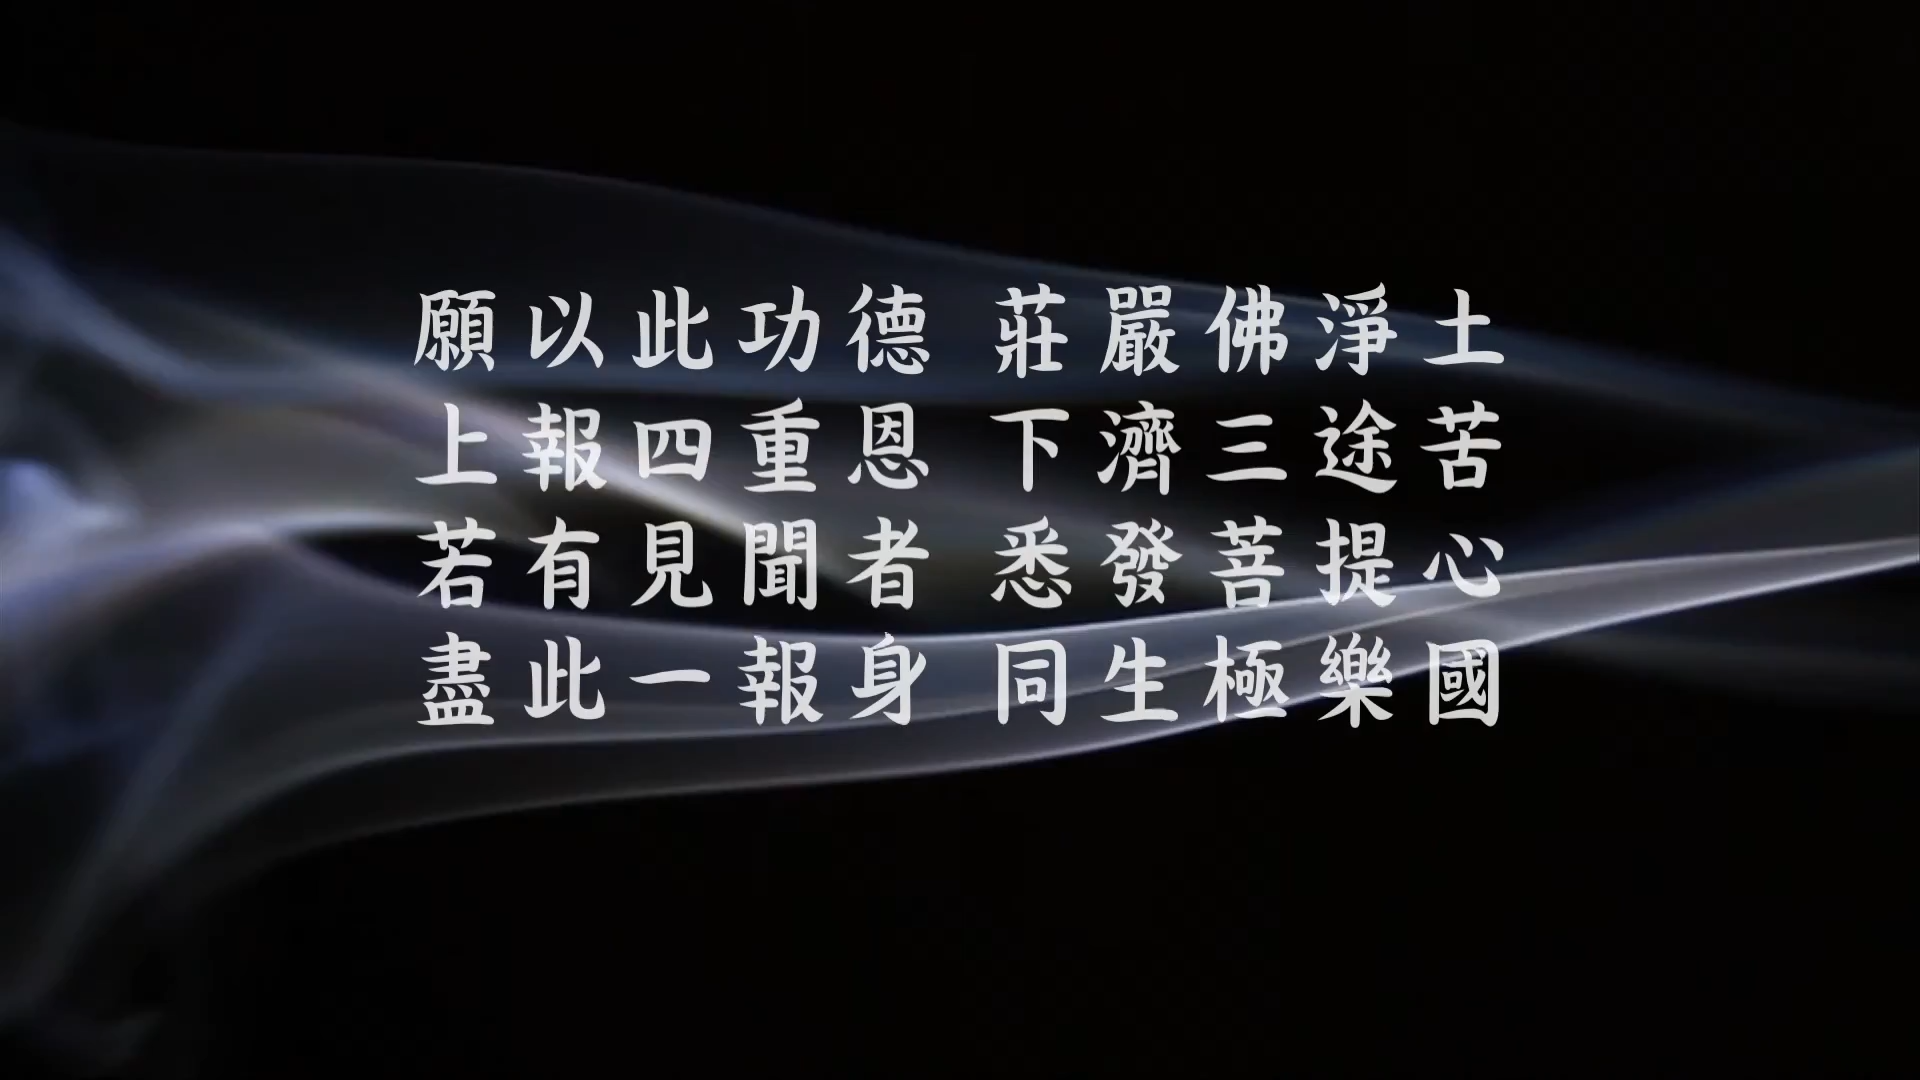 願以此功德 莊嚴佛淨土
上報四重恩 下濟三途苦
若有見聞者 悉發菩提心
盡此一報身 同生極樂國